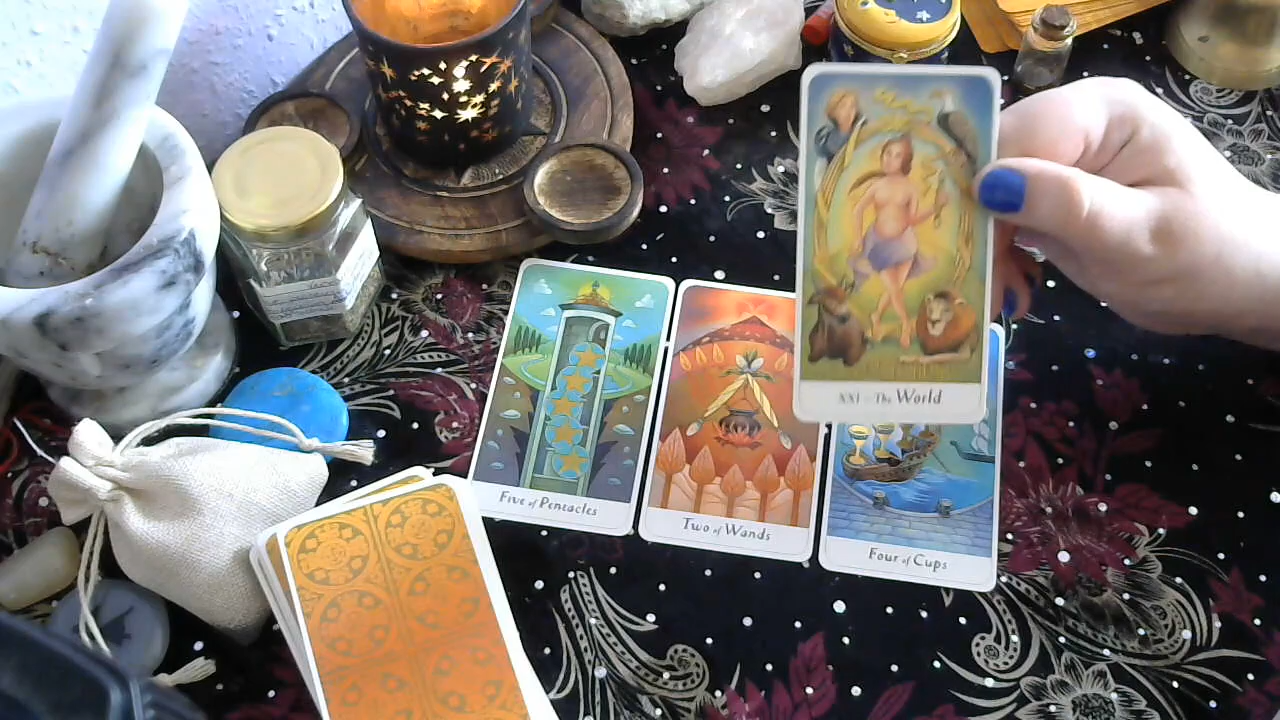 XXI - The World
Five of Pentacles
Two of Wands
Four of Cups